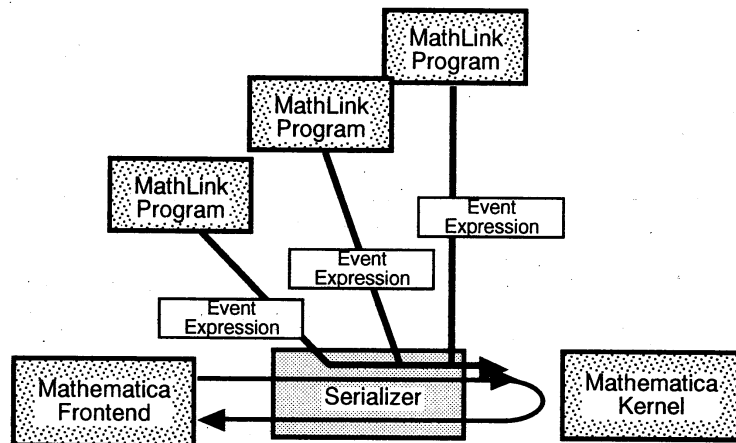 MathLink
Program
MathLink
Program
MathLink
Program
Event
Expression
Event
Expression
Event
Expression
Mathematica
Frontend
Serializer
Mathematica
Kernel